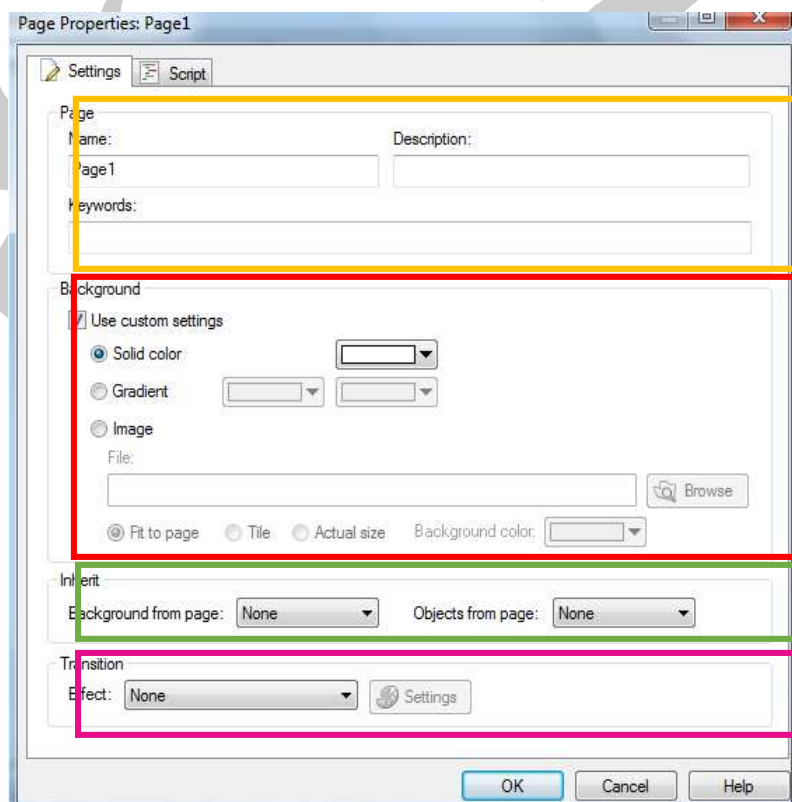 Page Properties: Page1
Settings Script
Page
Name: Description:
Page1
Keywords:
Background
Use custom settings
Solid color
Gradient
Image
File:
Browse
Fit to page Tile Actual size Background color:
Inherit
Background from page: None Objects from page: None
Transition
Effect: None Settings
OK Cancel Help